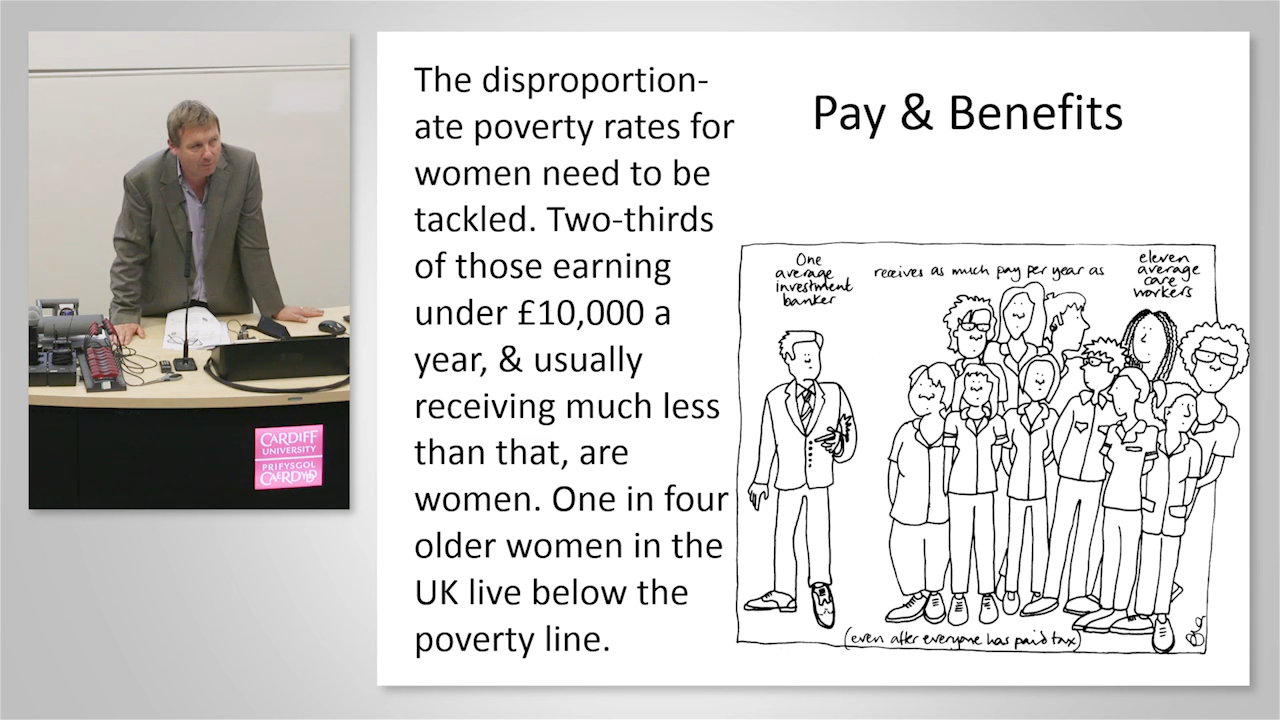 The disproportion-
ate poverty rates for
women need to be
tackled. Two-thirds
of those earning
under £10,000 a
year, & usually
receiving much less
than that, are
women. One in four
older women in the
UK live below the
poverty line.
Pay & Benefits
One
average
investment
banker
receives as much pay per year as
eleven
average
care
workers
(even after everyone has paid tax)
CARDIFF
UNIVERSITY
PRIFYSGOL
CAERDYDD